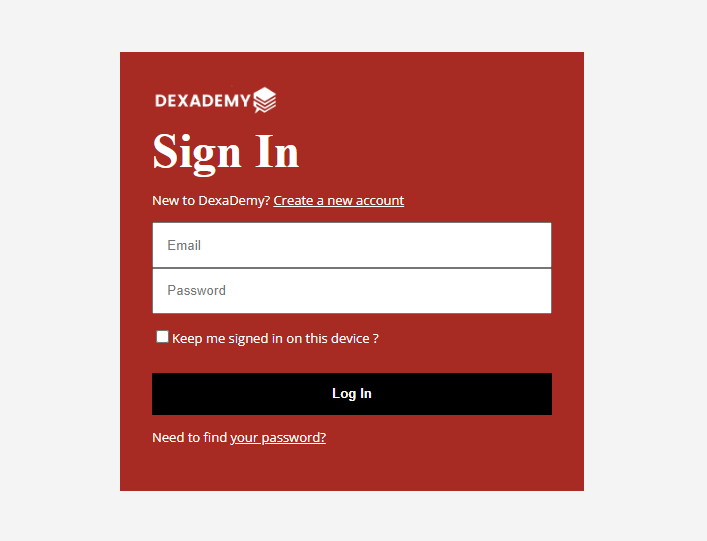 DEXADEMY
Sign In
New to DexaDemy? Create a new account
Email
Password
Keep me signed in on this device ?
Log In
Need to find your password?